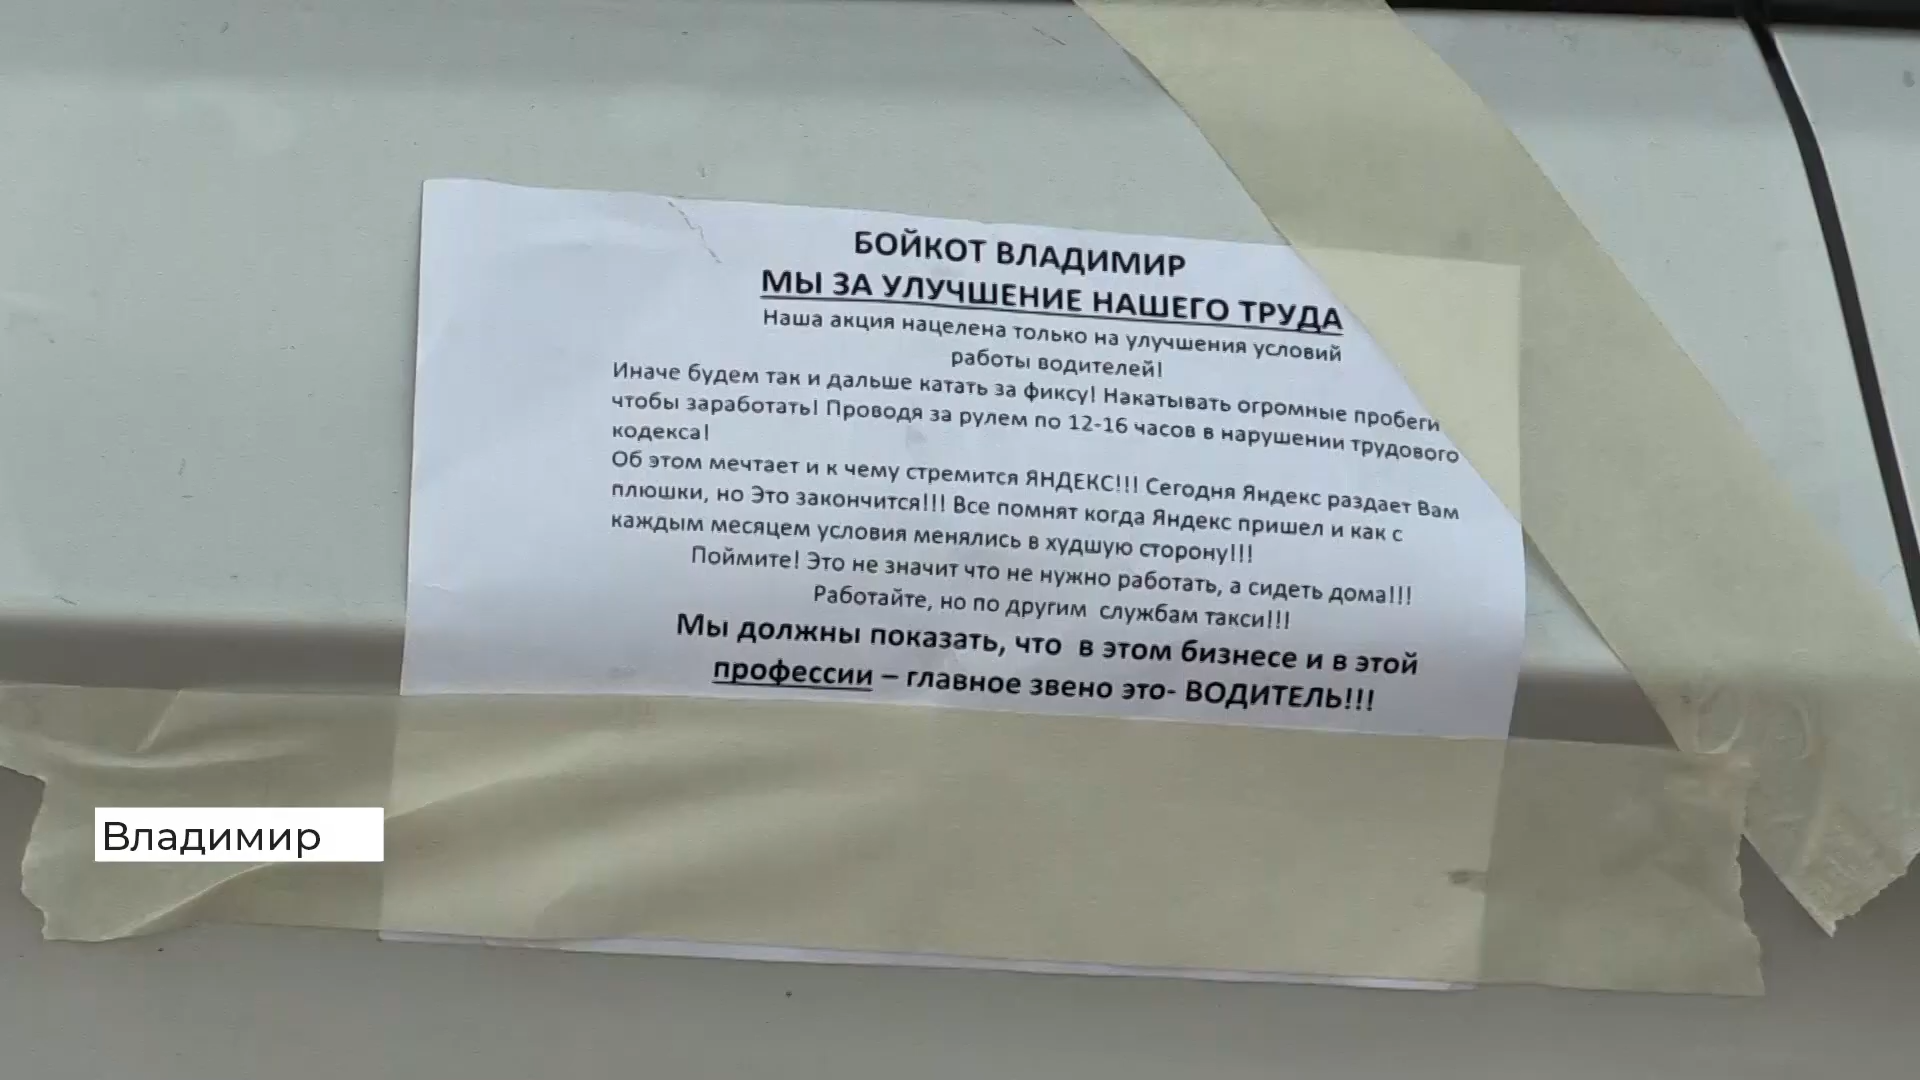 БОЙКОТ ВЛАДИМИР
МЫ ЗА УЛУЧШЕНИЕ НАШЕГО ТРУДА
Наша акция нацелена только на улучшения условий
работы водителей!
Иначе будем так и дальше катать за фиксу! Накатывать огромные пробеги
чтобы заработать! Проводя за рулем по 12-16 часов в нарушении трудового
кодекса!
Об этом мечтает и к чему стремится ЯНДЕКС!!! Сегодня Яндекс раздает Вам
плюшки, но Это закончится!!! Все помнят когда Яндекс пришел и как с
каждым месяцем условия менялись в худшую сторону!!!
Поймите! Это не значит что не нужно работать, а сидеть дома!!!
Работайте, но по другим службам такси!!!
Мы должны показать, что в этом бизнесе и в этой
профессии – главное звено это- ВОДИТЕЛЬ!!!
Владимир